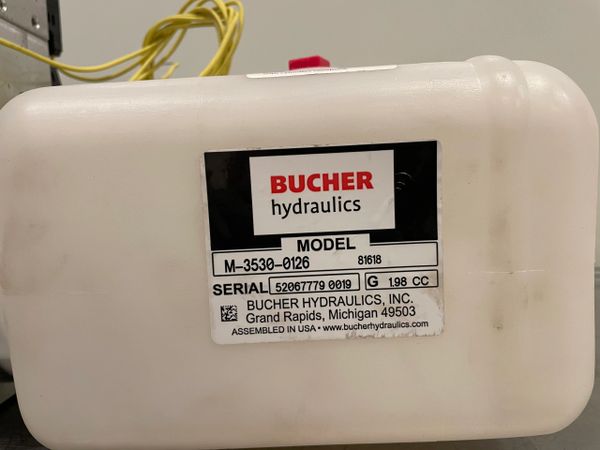 BUCHER
hydraulics
MODEL
M-3530-0126 81618
SERIAL 52067779 0019 G 1.98 CC
BUCHER HYDRAULICS, INC.
Grand Rapids, Michigan 49503
ASSEMBLED IN USA • www.bucherhydraulics.com